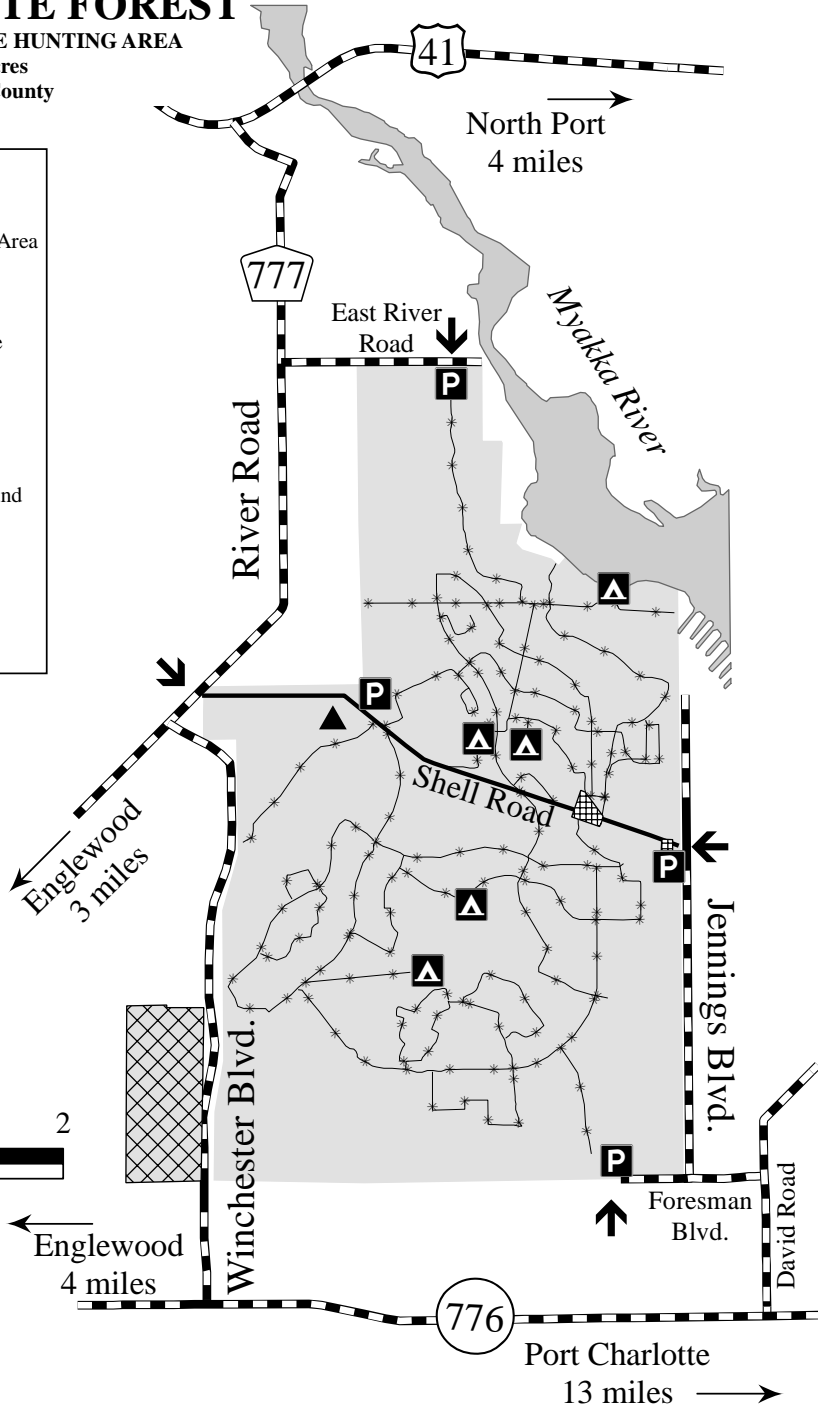 TE FOREST
E HUNTING AREA
cres
County
Area
e
nd
41
North Port
4 miles
777
East River
Road
P
Myakka River
River Road
P
Shell Road
Englewood
3 miles
P
Jennings Blvd.
Winchester Blvd.
2
P
Foresman
Blvd.
David Road
Englewood
4 miles
776
Port Charlotte
13 miles